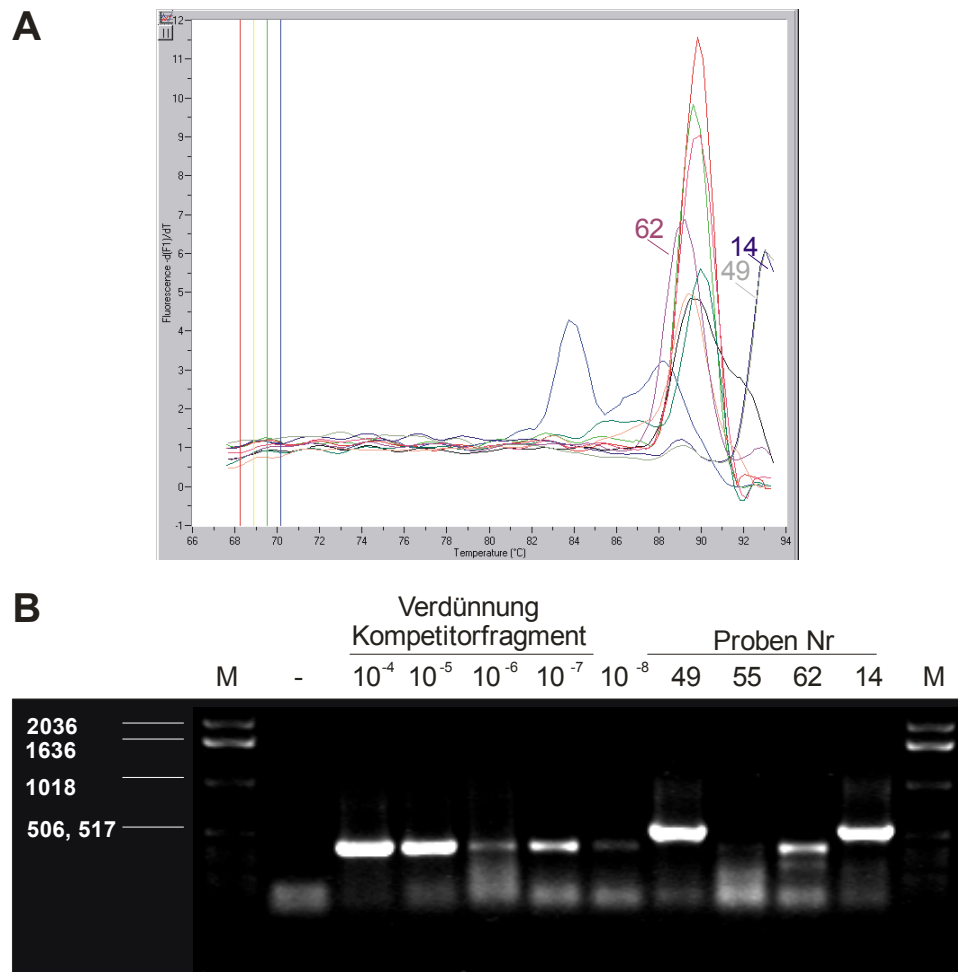 A
12
11
10
9
8
7
6
5
4
3
2
1
0
-1
Fluorescence -d(F1)/dT
62
14
49
66 68 70 72 74 76 78 80 82 84 86 88 90 92 94
Temperature (°C)
B
Verdünnung
Kompetitorfragment
Proben Nr
M - 10⁻⁴ 10⁻⁵ 10⁻⁶ 10⁻⁷ 10⁻⁸ 49 55 62 14 M
2036
1636
1018
506, 517